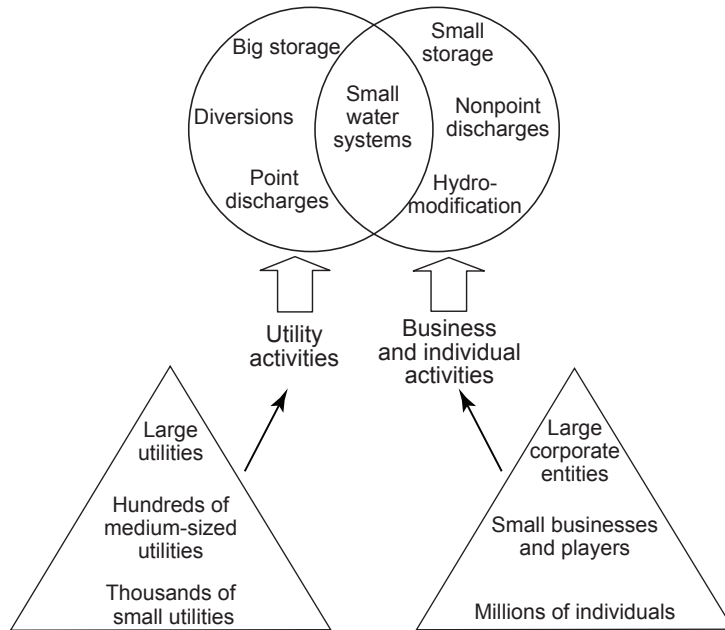 Big storage
Diversions
Point
discharges
Small
water
systems
Small
storage
Nonpoint
discharges
Hydro-
modification
Utility
activities
Business
and individual
activities
Large
utilities
Hundreds of
medium-sized
utilities
Thousands of
small utilities
Large
corporate
entities
Small businesses
and players
Millions of individuals